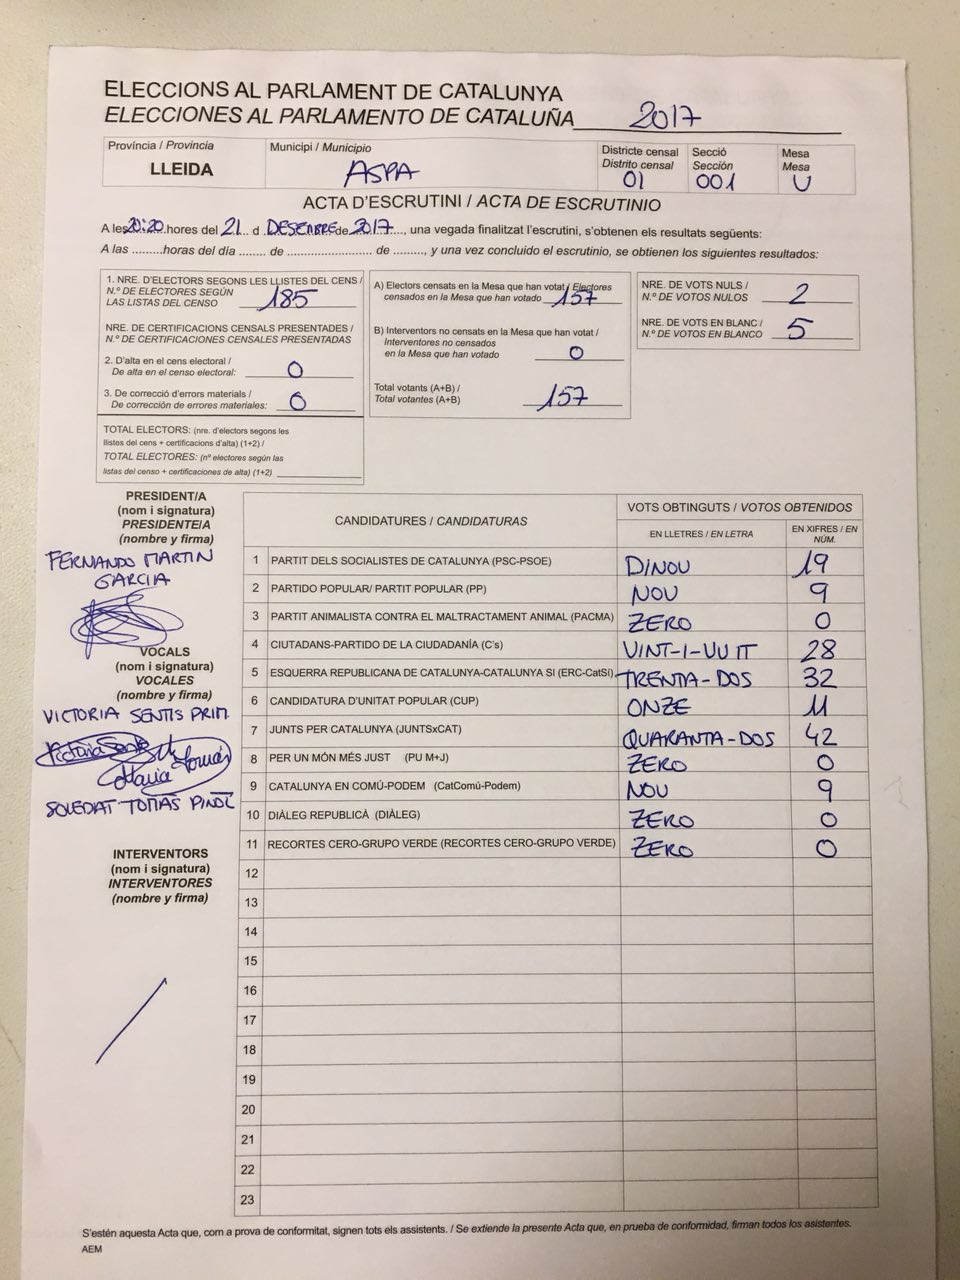 ELECCIONS AL PARLAMENT DE CATALUNYA
ELECCIONES AL PARLAMENTO DE CATALUÑA 2017
Província / Provincia
LLEIDA
Municipi / Municipio
ASPA
Districte censal
Distrito censal
01
Secció
Sección
001
Mesa
Mesa
U
ACTA D'ESCRUTINI / ACTA DE ESCRUTINIO
A les 20:20 hores del 21 d DESEMBRE de 2017, una vegada finalitzat l'escrutini, s'obtenen els resultats següents:
A las .......... horas del día ........ de ........................ de ........., y una vez concluido el escrutinio, se obtienen los siguientes resultados:
1. NRE. D'ELECTORS SEGONS LES LLISTES DEL CENS /
N.º DE ELECTORES SEGÚN
LAS LISTAS DEL CENSO 185
NRE. DE CERTIFICACIONS CENSALS PRESENTADES /
N.º DE CERTIFICACIONES CENSALES PRESENTADAS
2. D'alta en el cens electoral /
De alta en el censo electoral: 0
3. De correcció d'errors materials /
De corrección de errores materiales: 0
TOTAL ELECTORS: (nre. d'electors segons les
llistes del cens + certificacions d'alta) (1+2) /
TOTAL ELECTORES: (nº electores según las
listas del censo + certificaciones de alta) (1+2)
A) Electors censats en la Mesa que han votat / Electores
censados en la Mesa que han votado 157
B) Interventors no censats en la Mesa que han votat /
Interventores no censados
en la Mesa que han votado 0
Total votants (A+B) /
Total votantes (A+B) 157
NRE. DE VOTS NULS /
N.º DE VOTOS NULOS 2
NRE. DE VOTS EN BLANC /
N.º DE VOTOS EN BLANCO 5
PRESIDENT/A
(nom i signatura)
PRESIDENTE/A
(nombre y firma)
FERNANDO MARTIN
GARCIA
VOCALS
(nom i signatura)
VOCALES
(nombre y firma)
VICTORIA SENTIS PRIM
SOLEDAT TOMÀS PINOL
INTERVENTORS
(nom i signatura)
INTERVENTORES
(nombre y firma)
CANDIDATURES / CANDIDATURAS
VOTS OBTINGUTS / VOTOS OBTENIDOS
EN LLETRES / EN LETRA
EN XIFRES / EN
NÚM.
1 PARTIT DELS SOCIALISTES DE CATALUNYA (PSC-PSOE) DINOU 19
2 PARTIDO POPULAR/ PARTIT POPULAR (PP) NOU 9
3 PARTIT ANIMALISTA CONTRA EL MALTRACTAMENT ANIMAL (PACMA) ZERO 0
4 CIUTADANS-PARTIDO DE LA CIUDADANÍA (C's) VINT-I-VUIT 28
5 ESQUERRA REPUBLICANA DE CATALUNYA-CATALUNYA SI (ERC-CatSí) TRENTA-DOS 32
6 CANDIDATURA D'UNITAT POPULAR (CUP) ONZE 11
7 JUNTS PER CATALUNYA (JUNTSxCAT) QUARANTA-DOS 42
8 PER UN MÓN MÉS JUST (PU M+J) ZERO 0
9 CATALUNYA EN COMÚ-PODEM (CatComú-Podem) NOU 9
10 DIÀLEG REPUBLICÀ (DIÀLEG) ZERO 0
11 RECORTES CERO-GRUPO VERDE (RECORTES CERO-GRUPO VERDE) ZERO 0
12
13
14
15
16
17
18
19
20
21
22
23
S'estén aquesta Acta que, com a prova de conformitat, signen tots els assistents. / Se extiende la presente Acta que, en prueba de conformidad, firman todos los asistentes.
AEM